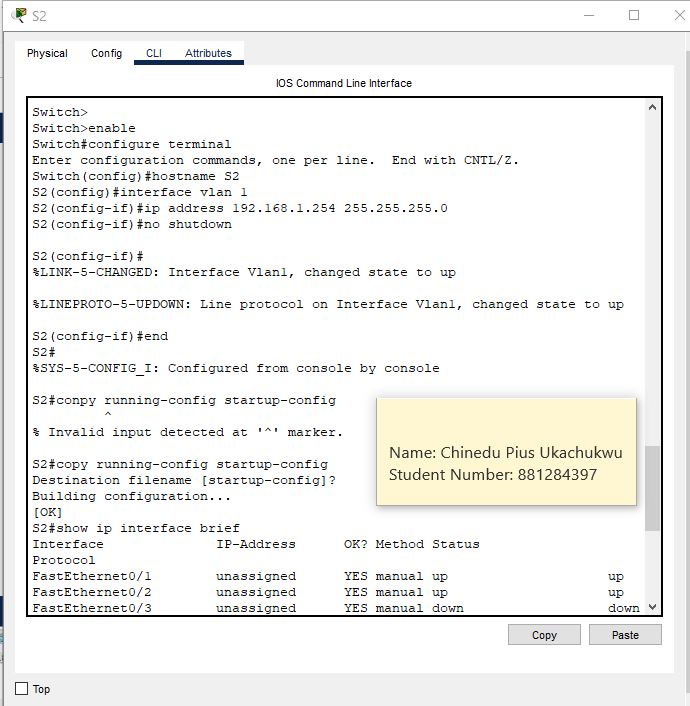 S2
Physical Config CLI Attributes
IOS Command Line Interface
Switch>
Switch>enable
Switch#configure terminal
Enter configuration commands, one per line.  End with CNTL/Z.
Switch(config)#hostname S2
S2(config)#interface vlan 1
S2(config-if)#ip address 192.168.1.254 255.255.255.0
S2(config-if)#no shutdown
S2(config-if)#
%LINK-5-CHANGED: Interface Vlan1, changed state to up
%LINEPROTO-5-UPDOWN: Line protocol on Interface Vlan1, changed state to up
S2(config-if)#end
S2#
%SYS-5-CONFIG_I: Configured from console by console
S2#conpy running-config startup-config
^
% Invalid input detected at '^' marker.
S2#copy running-config startup-config
Destination filename [startup-config]?
Building configuration...
[OK]
S2#show ip interface brief
Interface              IP-Address      OK? Method Status
Protocol
FastEthernet0/1        unassigned      YES manual up                    up
FastEthernet0/2        unassigned      YES manual up                    up
FastEthernet0/3        unassigned      YES manual down                  down
Name: Chinedu Pius Ukachukwu
Student Number: 881284397
Copy Paste
Top